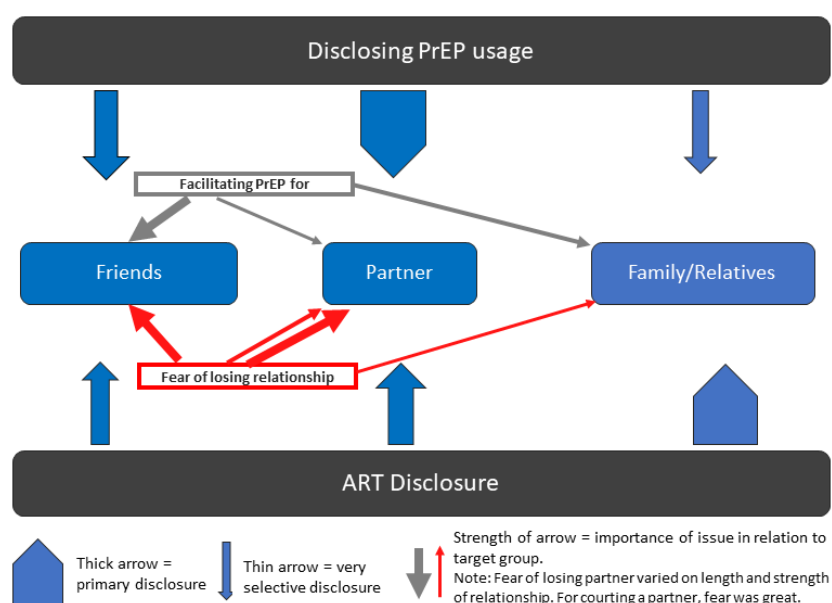 Disclosing PrEP usage
Facilitating PrEP for
Friends
Partner
Family/Relatives
Fear of losing relationship
ART Disclosure
Thick arrow =
primary disclosure
Thin arrow = very
selective disclosure
Strength of arrow = importance of issue in relation to
target group.
Note: Fear of losing partner varied on length and strength
of relationship. For courting a partner, fear was great.